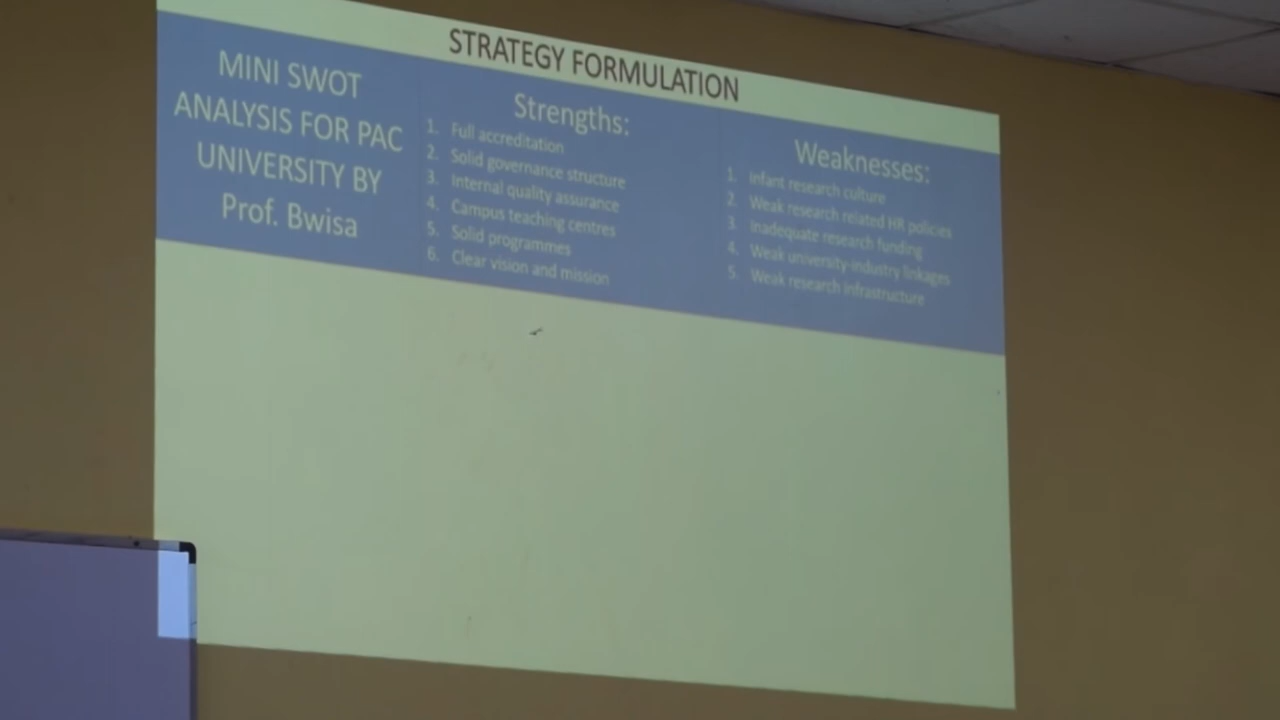 STRATEGY FORMULATION
MINI SWOT
ANALYSIS FOR PAC
UNIVERSITY BY
Prof. Bwisa
Strengths:
1. Full accreditation
2. Solid governance structure
3. Internal quality assurance
4. Campus teaching centres
5. Solid programmes
6. Clear vision and mission
Weaknesses:
1. Infant research culture
2. Weak research related HR policies
3. Inadequate research funding
4. Weak university-industry linkages
5. Weak research infrastructure